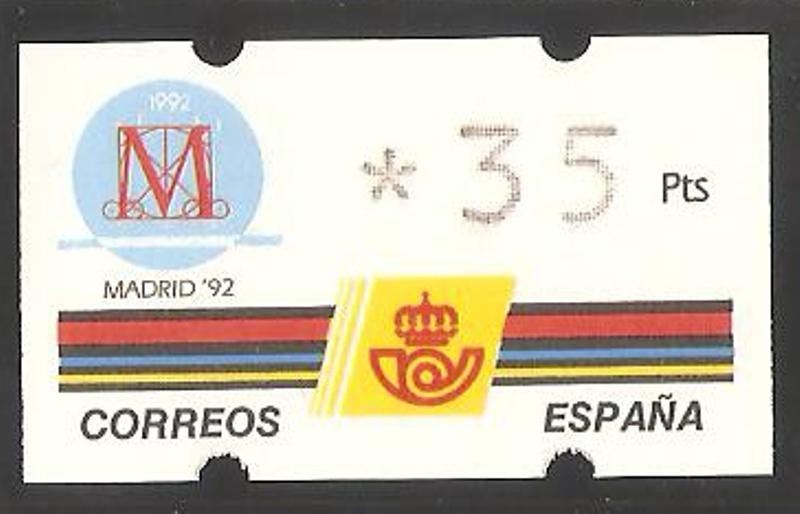 1992
M
* 35 Pts
MADRID '92
CORREOS ESPAÑA